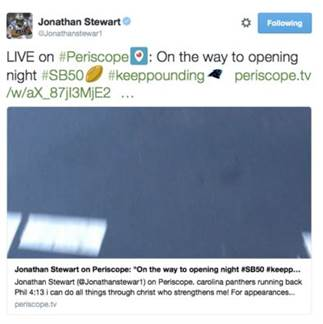 Jonathan Stewart
@Jonathanstewar1
Following
LIVE on #Periscope: On the way to opening
night #SB50 #keeppounding periscope.tv
/w/aX_87jI3MjE2 …
Jonathan Stewart on Periscope: "On the way to opening night #SB50 #keepp...
Jonathan Stewart (@Jonathanstewar1) on Periscope. carolina panthers running back
Phil 4:13 i can do all things through christ who strengthens me! For appearances...
periscope.tv